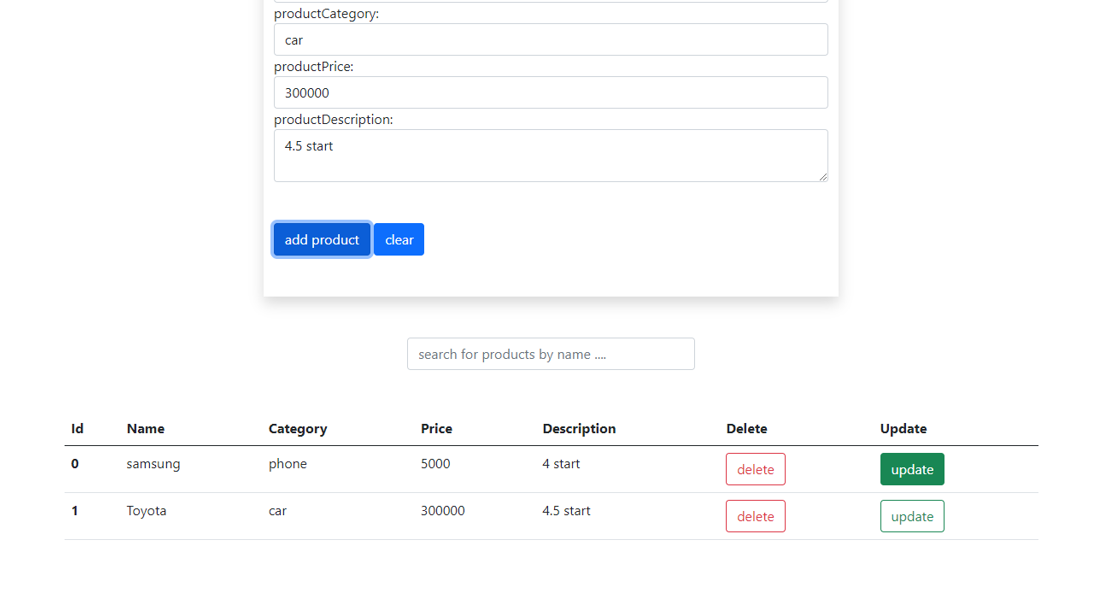 productCategory:
car
productPrice:
300000
productDescription:
4.5 start
add product clear
search for products by name ....
Id Name Category Price Description Delete Update
0 samsung phone 5000 4 start delete update
1 Toyota car 300000 4.5 start delete update